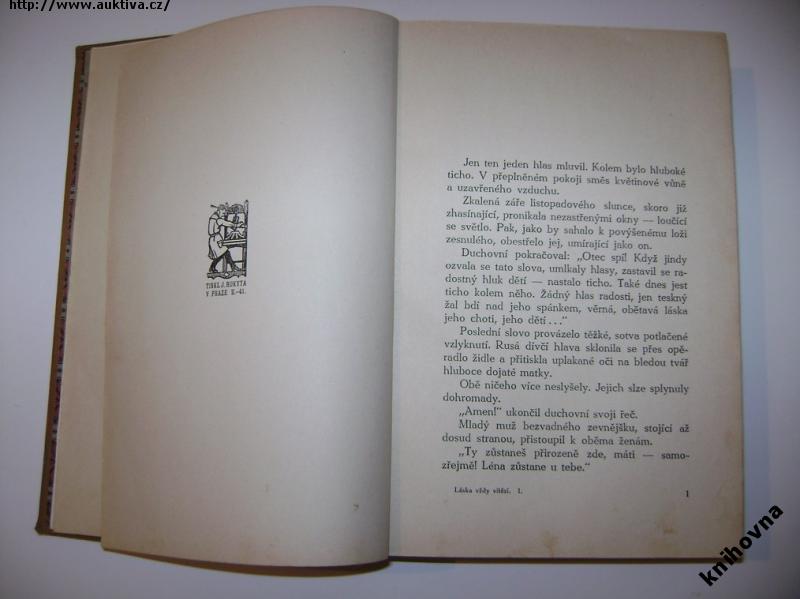 http://www.auktiva.cz/
TISKL J. ROKYTA
V PRAZE II.-41.
Jen ten jeden hlas mluvil. Kolem bylo hluboké
ticho. V přeplněném pokoji směs květinové vůně
a uzavřeného vzduchu.
Zkalená záře listopadového slunce, skoro již
zhasínající, pronikala nezastřenými okny — loučící
se světlo. Pak, jako by sahalo k povýšenému loži
zesnulého, obestřelo jej, umírající jako on.
Duchovní pokračoval: „Otec spí! Když jindy
ozvala se tato slova, umlkaly hlasy, zastavil se ra-
dostný hluk dětí — nastalo ticho. Také dnes jest
ticho kolem něho. Žádný hlas radosti, jen teskný
žal bdí nad jeho spánkem, věrná, obětavá láska
jeho choti, jeho dětí . . .“
Poslední slovo provázelo těžké, sotva potlačené
vzlyknutí. Rusá dívčí hlava sklonila se přes opě-
radlo židle a přitiskla uplakané oči na bledou tvář
hluboce dojaté matky.
Obě ničeho více neslyšely. Jejich slze splynuly
dohromady.
„Amen!“ ukončil duchovní svoji řeč.
Mladý muž bezvadného zevnějšku, stojící až
dosud stranou, přistoupil k oběma ženám.
„Ty zůstaneš přirozeně zde, máti — samo-
zřejmě! Léna zůstane u tebe.“
Láska vždy vítězí. 1.
1
knihovna